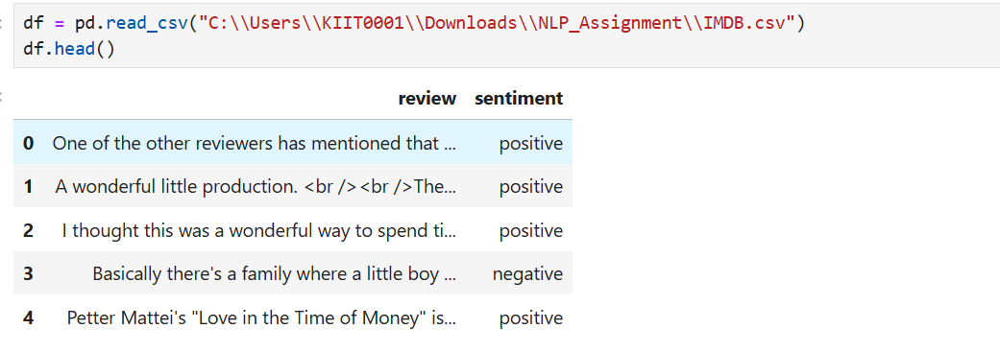 df = pd.read_csv("C:\\Users\\KIIT0001\\Downloads\\NLP_Assignment\\IMDB.csv")
df.head()
review sentiment
0 One of the other reviewers has mentioned that ... positive
1 A wonderful little production. <br /><br />The... positive
2 I thought this was a wonderful way to spend ti... positive
3 Basically there's a family where a little boy ... negative
4 Petter Mattei's "Love in the Time of Money" is... positive